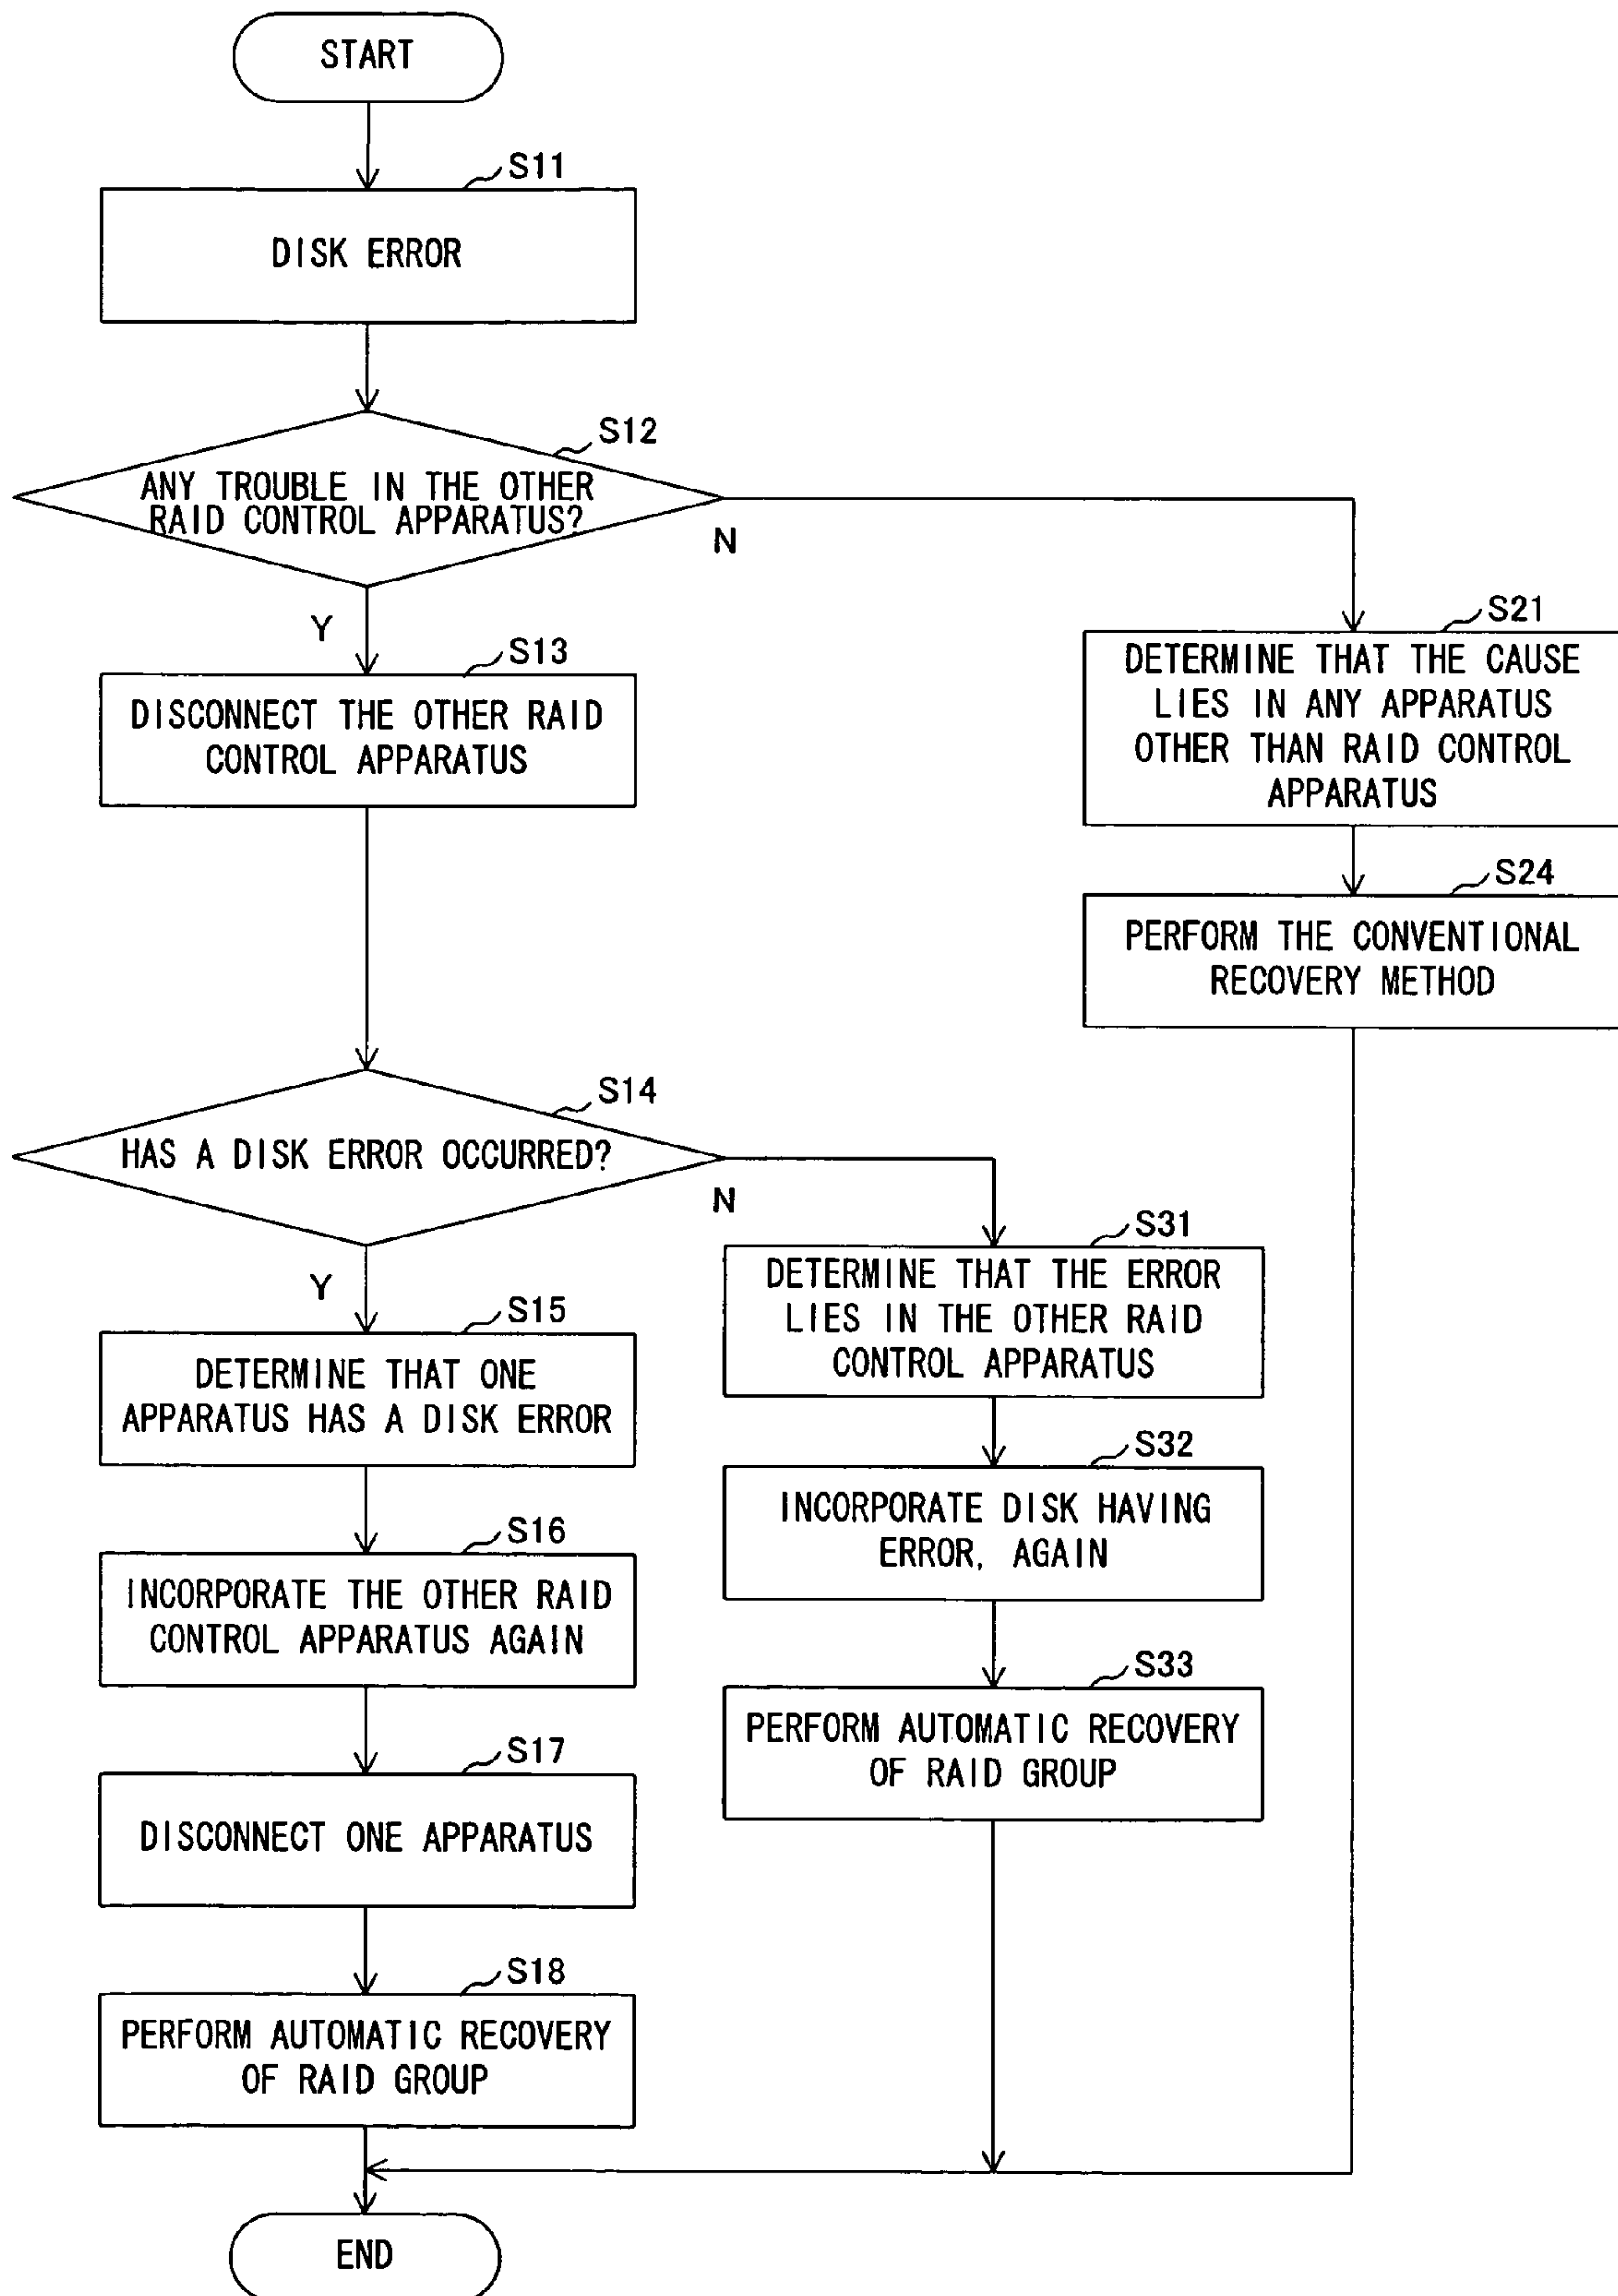 START
S11
DISK ERROR
S12
ANY TROUBLE IN THE OTHER
RAID CONTROL APPARATUS?
N
Y
S13
DISCONNECT THE OTHER RAID
CONTROL APPARATUS
S21
DETERMINE THAT THE CAUSE
LIES IN ANY APPARATUS
OTHER THAN RAID CONTROL
APPARATUS
S24
PERFORM THE CONVENTIONAL
RECOVERY METHOD
S14
HAS A DISK ERROR OCCURRED?
N
Y
S15
DETERMINE THAT ONE
APPARATUS HAS A DISK ERROR
S16
INCORPORATE THE OTHER RAID
CONTROL APPARATUS AGAIN
S17
DISCONNECT ONE APPARATUS
S18
PERFORM AUTOMATIC RECOVERY
OF RAID GROUP
S31
DETERMINE THAT THE ERROR
LIES IN THE OTHER RAID
CONTROL APPARATUS
S32
INCORPORATE DISK HAVING
ERROR, AGAIN
S33
PERFORM AUTOMATIC RECOVERY
OF RAID GROUP
END